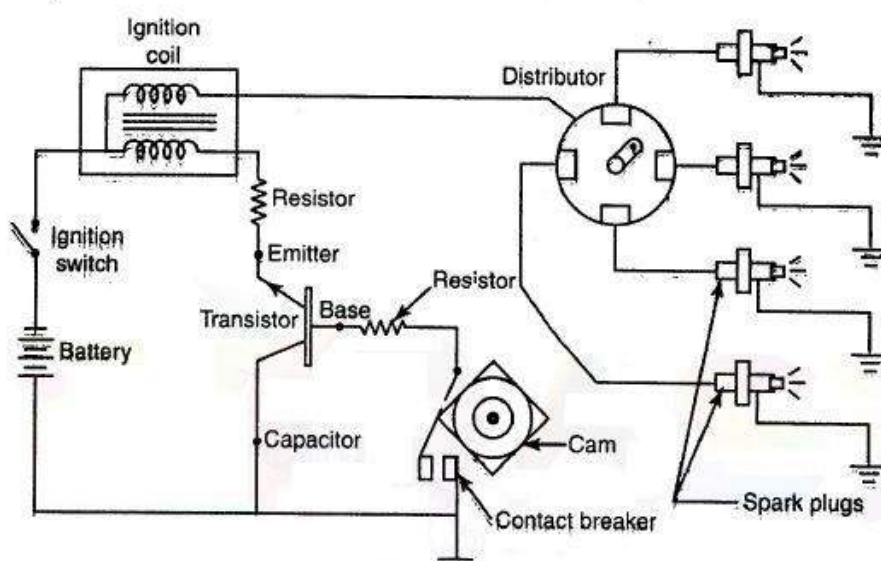 Ignition
coil
Distributor
Resistor
Ignition
switch
Emitter
Resistor
Transistor
Base
Battery
Capacitor
Cam
Contact breaker
Spark plugs